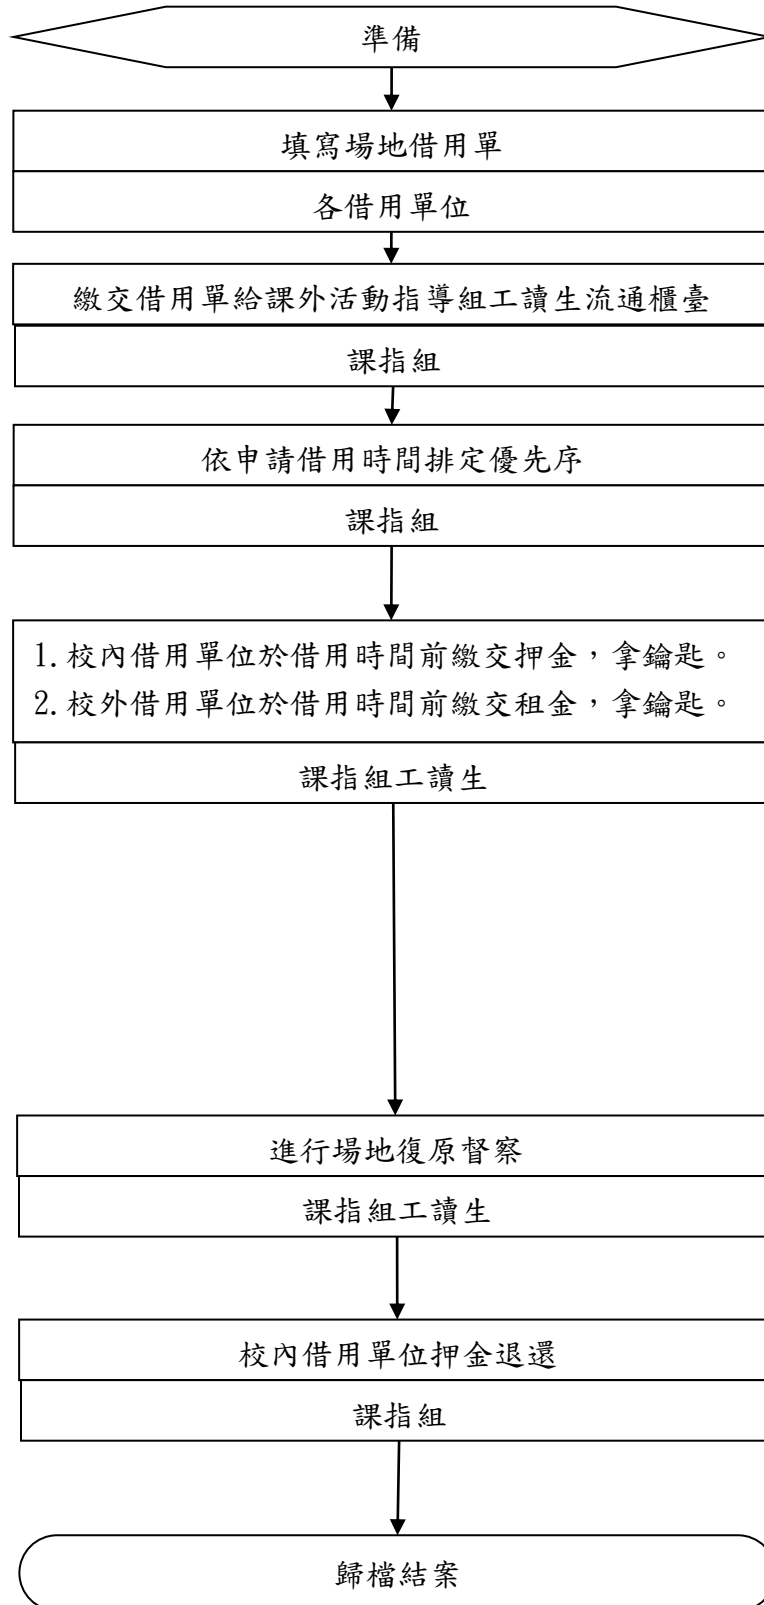 準備
填寫場地借用單
各借用單位
繳交借用單給課外活動指導組工讀生流通櫃臺
課指組
依申請借用時間排定優先序
課指組
1.校內借用單位於借用時間前繳交押金，拿鑰匙。
2.校外借用單位於借用時間前繳交租金，拿鑰匙。
課指組工讀生
進行場地復原督察
課指組工讀生
校內借用單位押金退還
課指組
歸檔結案